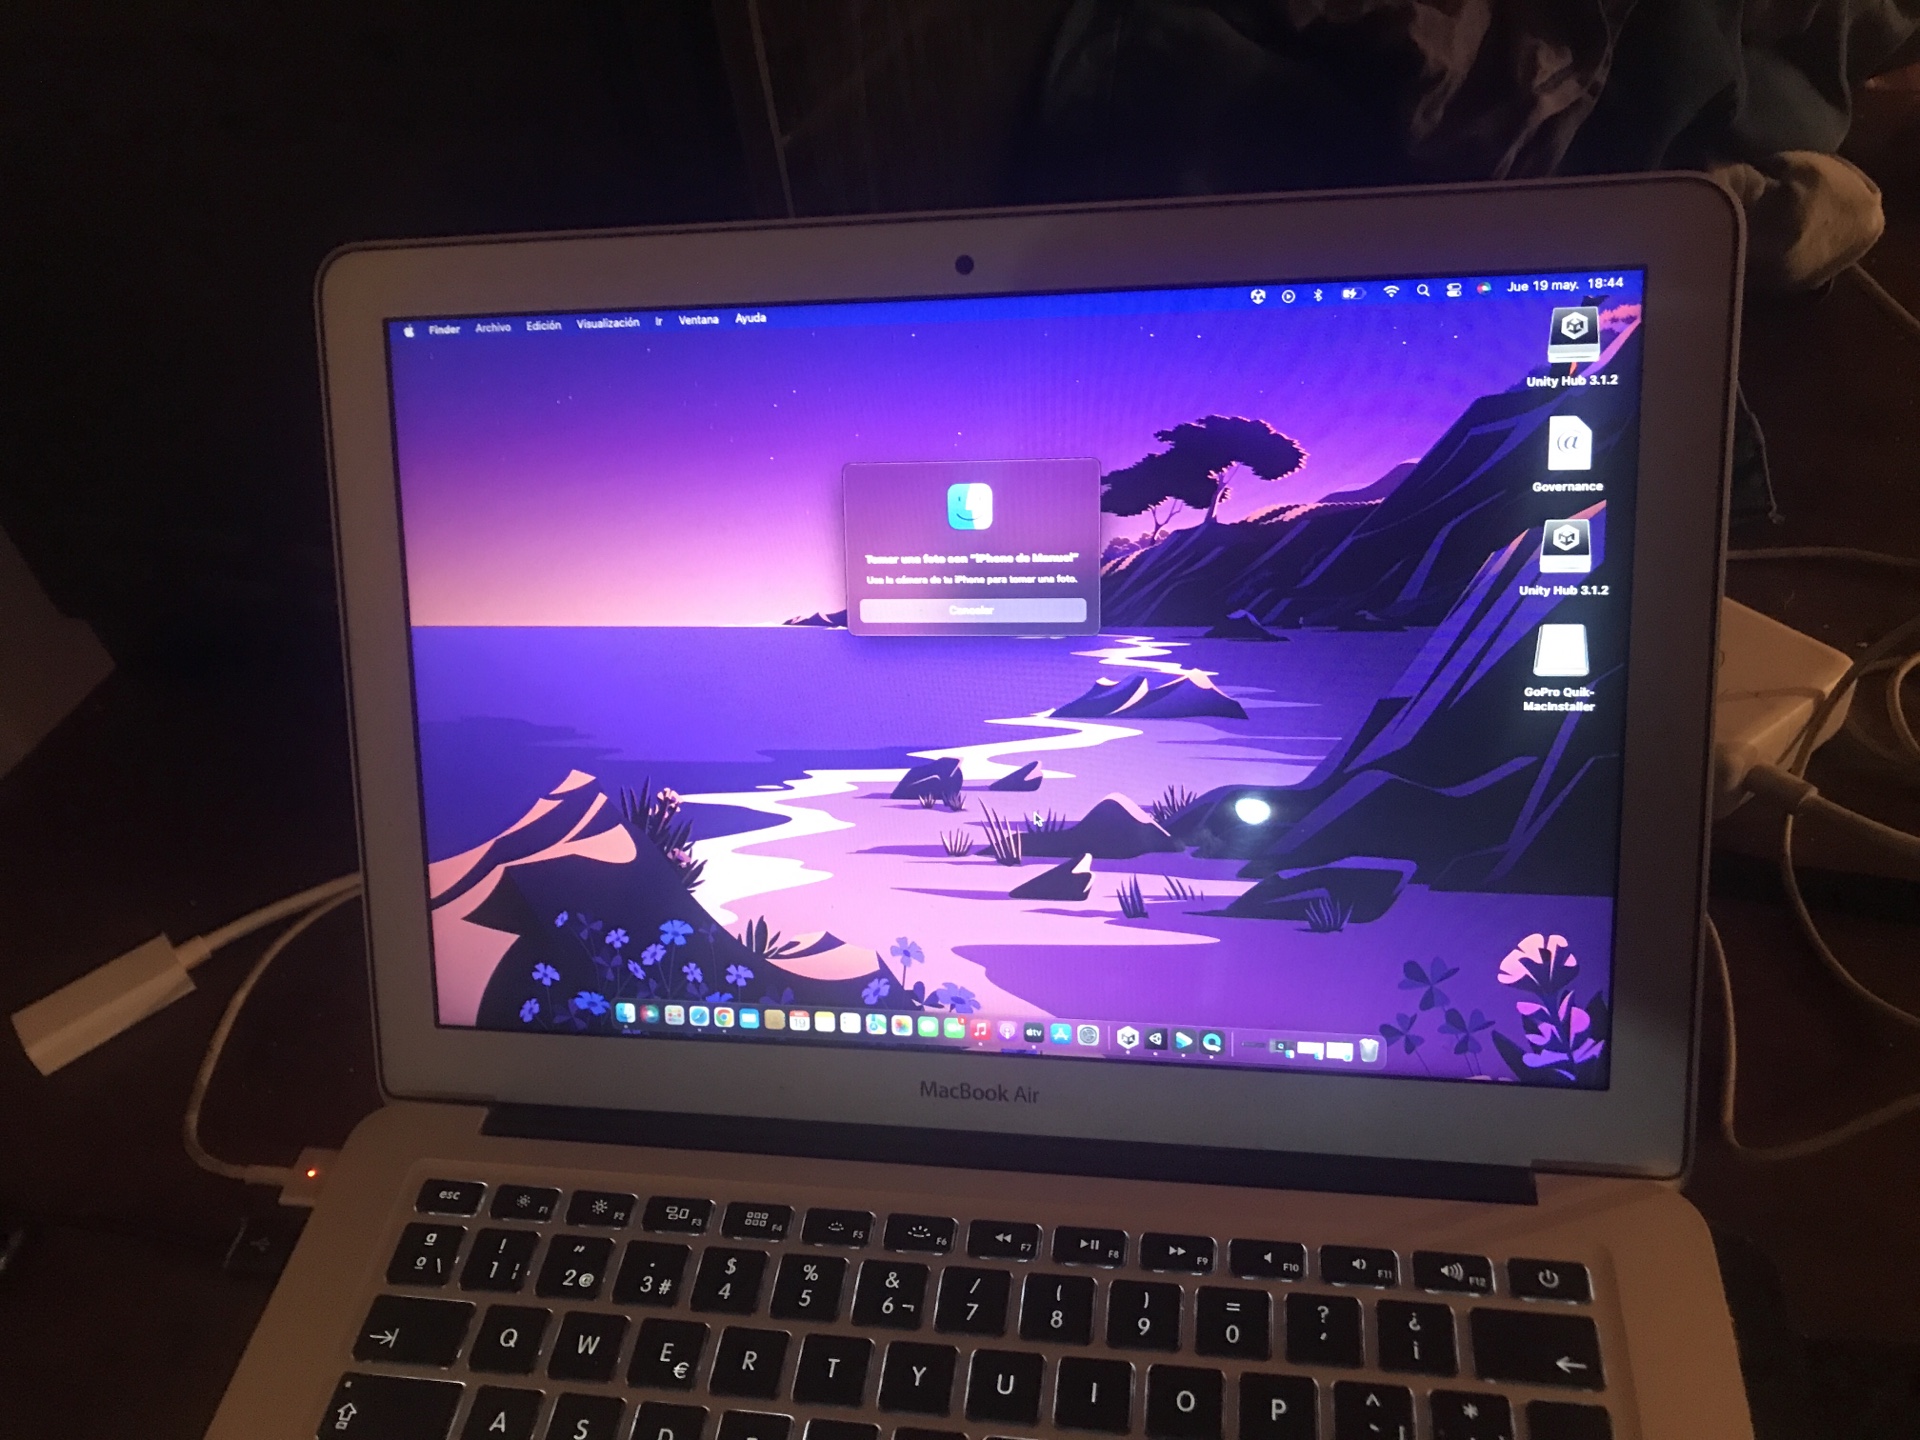 Finder Archivo Edición Visualización Ir Ventana Ayuda
Jue 19 may. 18:44
Unity Hub 3.1.2
Governance
Unity Hub 3.1.2
GoPro Quik-
MacInstaller
Tomar una foto con "iPhone de Manuel"
Usa la cámara de tu iPhone para tomar una foto.
Cancelar
tv
MacBook Air
esc F1 F2 F3 F4 F5 F6 F7 F8 F9 F10 F11 F12
ª ! " · $ % & / ( ) = ? ¿
º \ 1 | 2 @ 3 # 4 5 6 ¬ 7 8 9 0 ' ¡
Q W E € R T Y U I O P ^ *
A S D